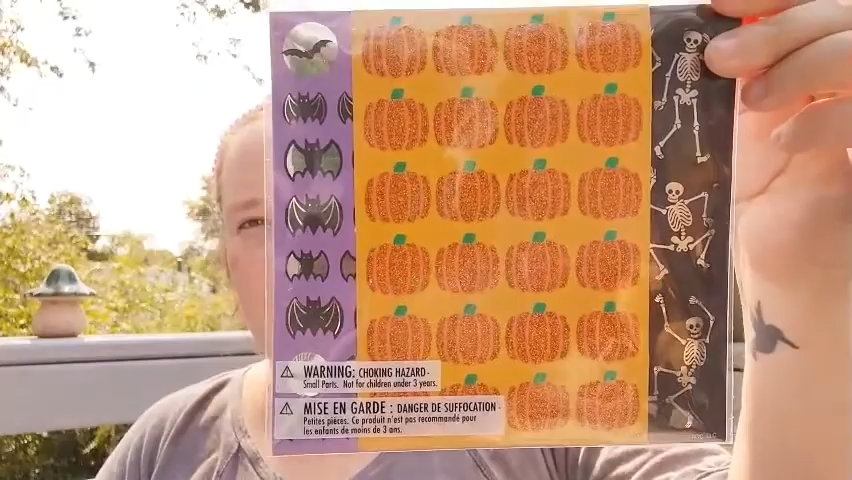 WARNING: CHOKING HAZARD-
Small Parts. Not for children under 3 years.
MISE EN GARDE : DANGER DE SUFFOCATION-
Petites pièces. Ce produit n'est pas recommandé pour
les enfants de moins de 3 ans.